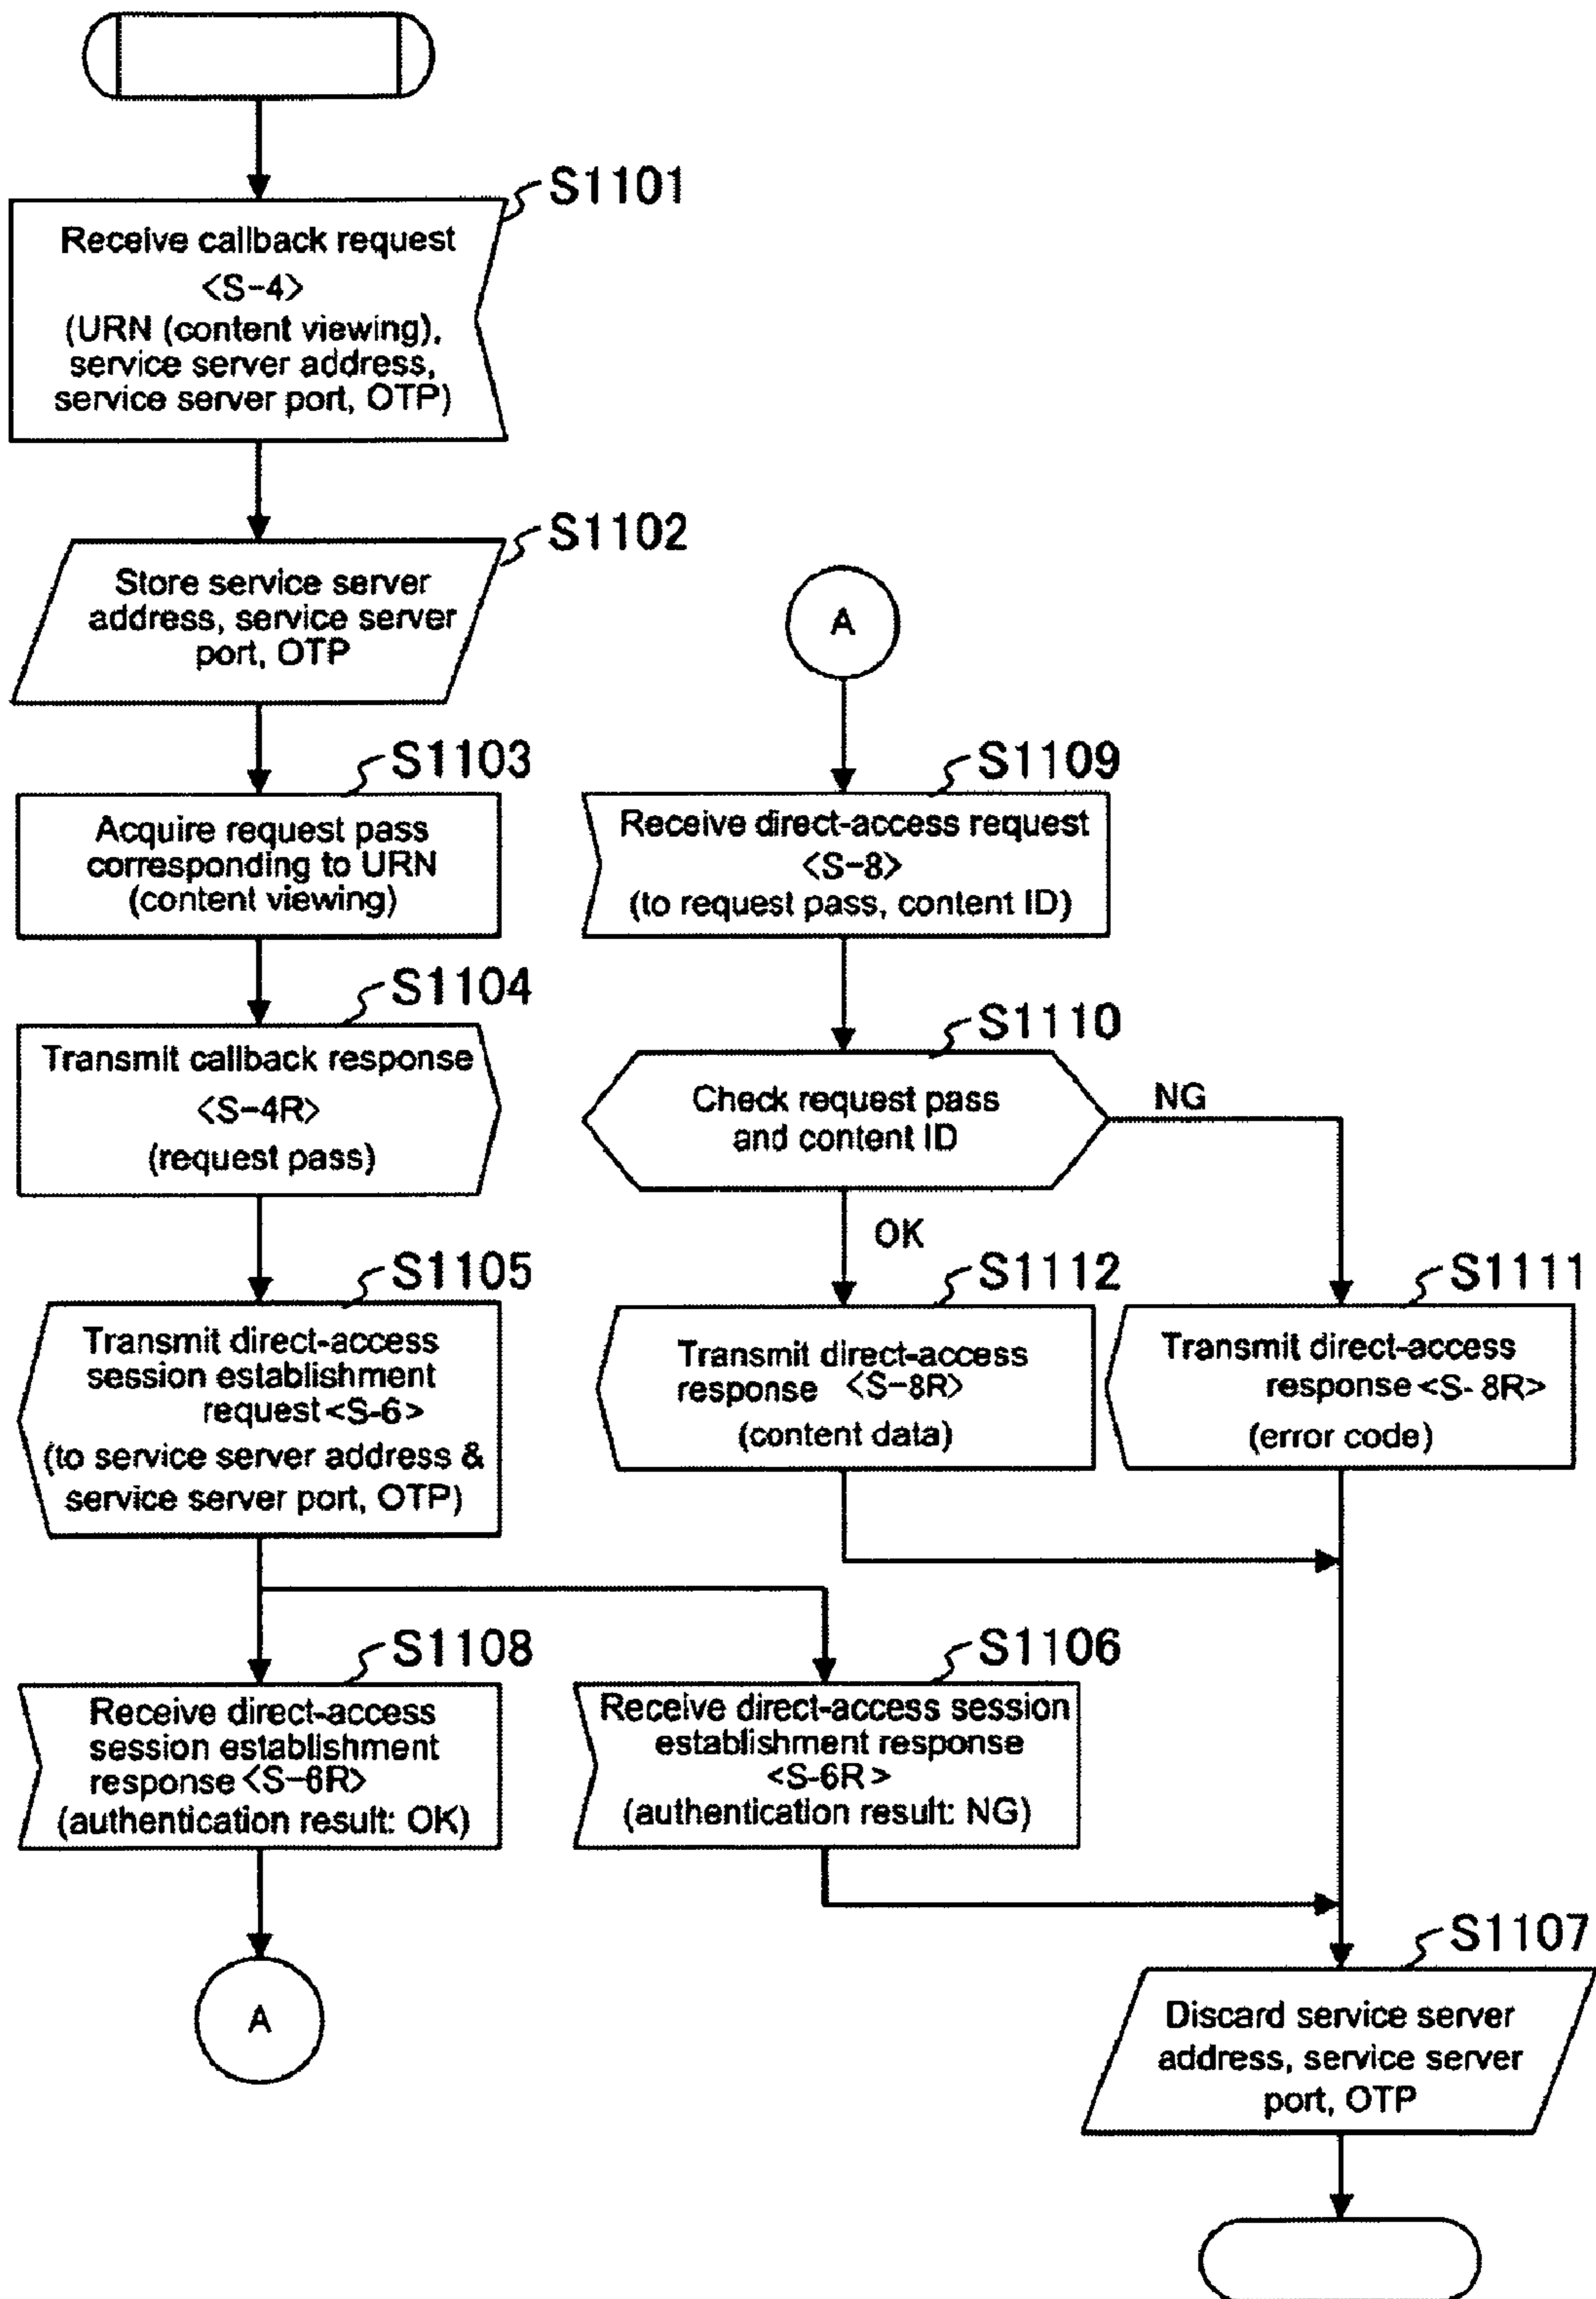 S1101
Receive callback request
<S-4>
(URN (content viewing),
service server address,
service server port, OTP)
S1102
Store service server
address, service server
port, OTP
S1103
Acquire request pass
corresponding to URN
(content viewing)
S1104
Transmit callback response
<S-4R>
(request pass)
S1105
Transmit direct-access
session establishment
request<S-6>
(to service server address &
service server port, OTP)
S1108
Receive direct-access
session establishment
response<S-6R>
(authentication result: OK)
A
S1106
Receive direct-access session
establishment response
<S-6R>
(authentication result: NG)
A
S1109
Receive direct-access request
<S-8>
(to request pass, content ID)
S1110
Check request pass
and content ID
NG
OK
S1112
Transmit direct-access
response <S-8R>
(content data)
S1111
Transmit direct-access
response<S- 8R>
(error code)
S1107
Discard service server
address, service server
port, OTP